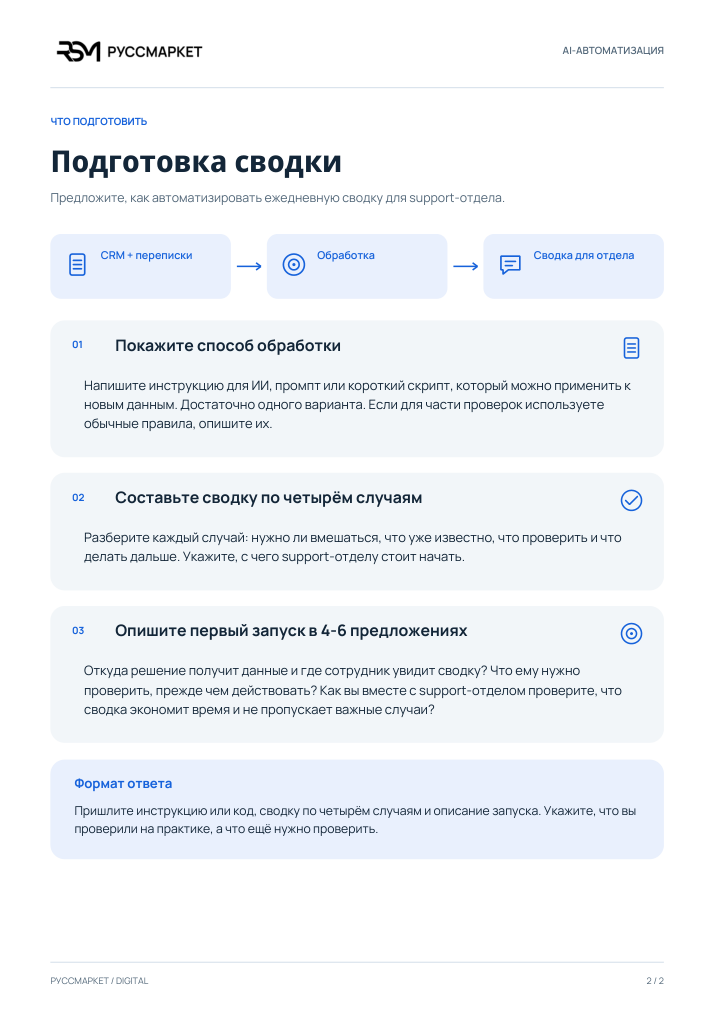 RSM РУССМАРКЕТ
AI-АВТОМАТИЗАЦИЯ
ЧТО ПОДГОТОВИТЬ
Подготовка сводки
Предложите, как автоматизировать ежедневную сводку для support-отдела.
CRM + переписки
Обработка
Сводка для отдела
01 Покажите способ обработки
Напишите инструкцию для ИИ, промпт или короткий скрипт, который можно применить к
новым данным. Достаточно одного варианта. Если для части проверок используете
обычные правила, опишите их.
02 Составьте сводку по четырём случаям
Разберите каждый случай: нужно ли вмешаться, что уже известно, что проверить и что
делать дальше. Укажите, с чего support-отделу стоит начать.
03 Опишите первый запуск в 4-6 предложениях
Откуда решение получит данные и где сотрудник увидит сводку? Что ему нужно
проверить, прежде чем действовать? Как вы вместе с support-отделом проверите, что
сводка экономит время и не пропускает важные случаи?
Формат ответа
Пришлите инструкцию или код, сводку по четырём случаям и описание запуска. Укажите, что вы
проверили на практике, а что ещё нужно проверить.
РУССМАРКЕТ / DIGITAL
2 / 2